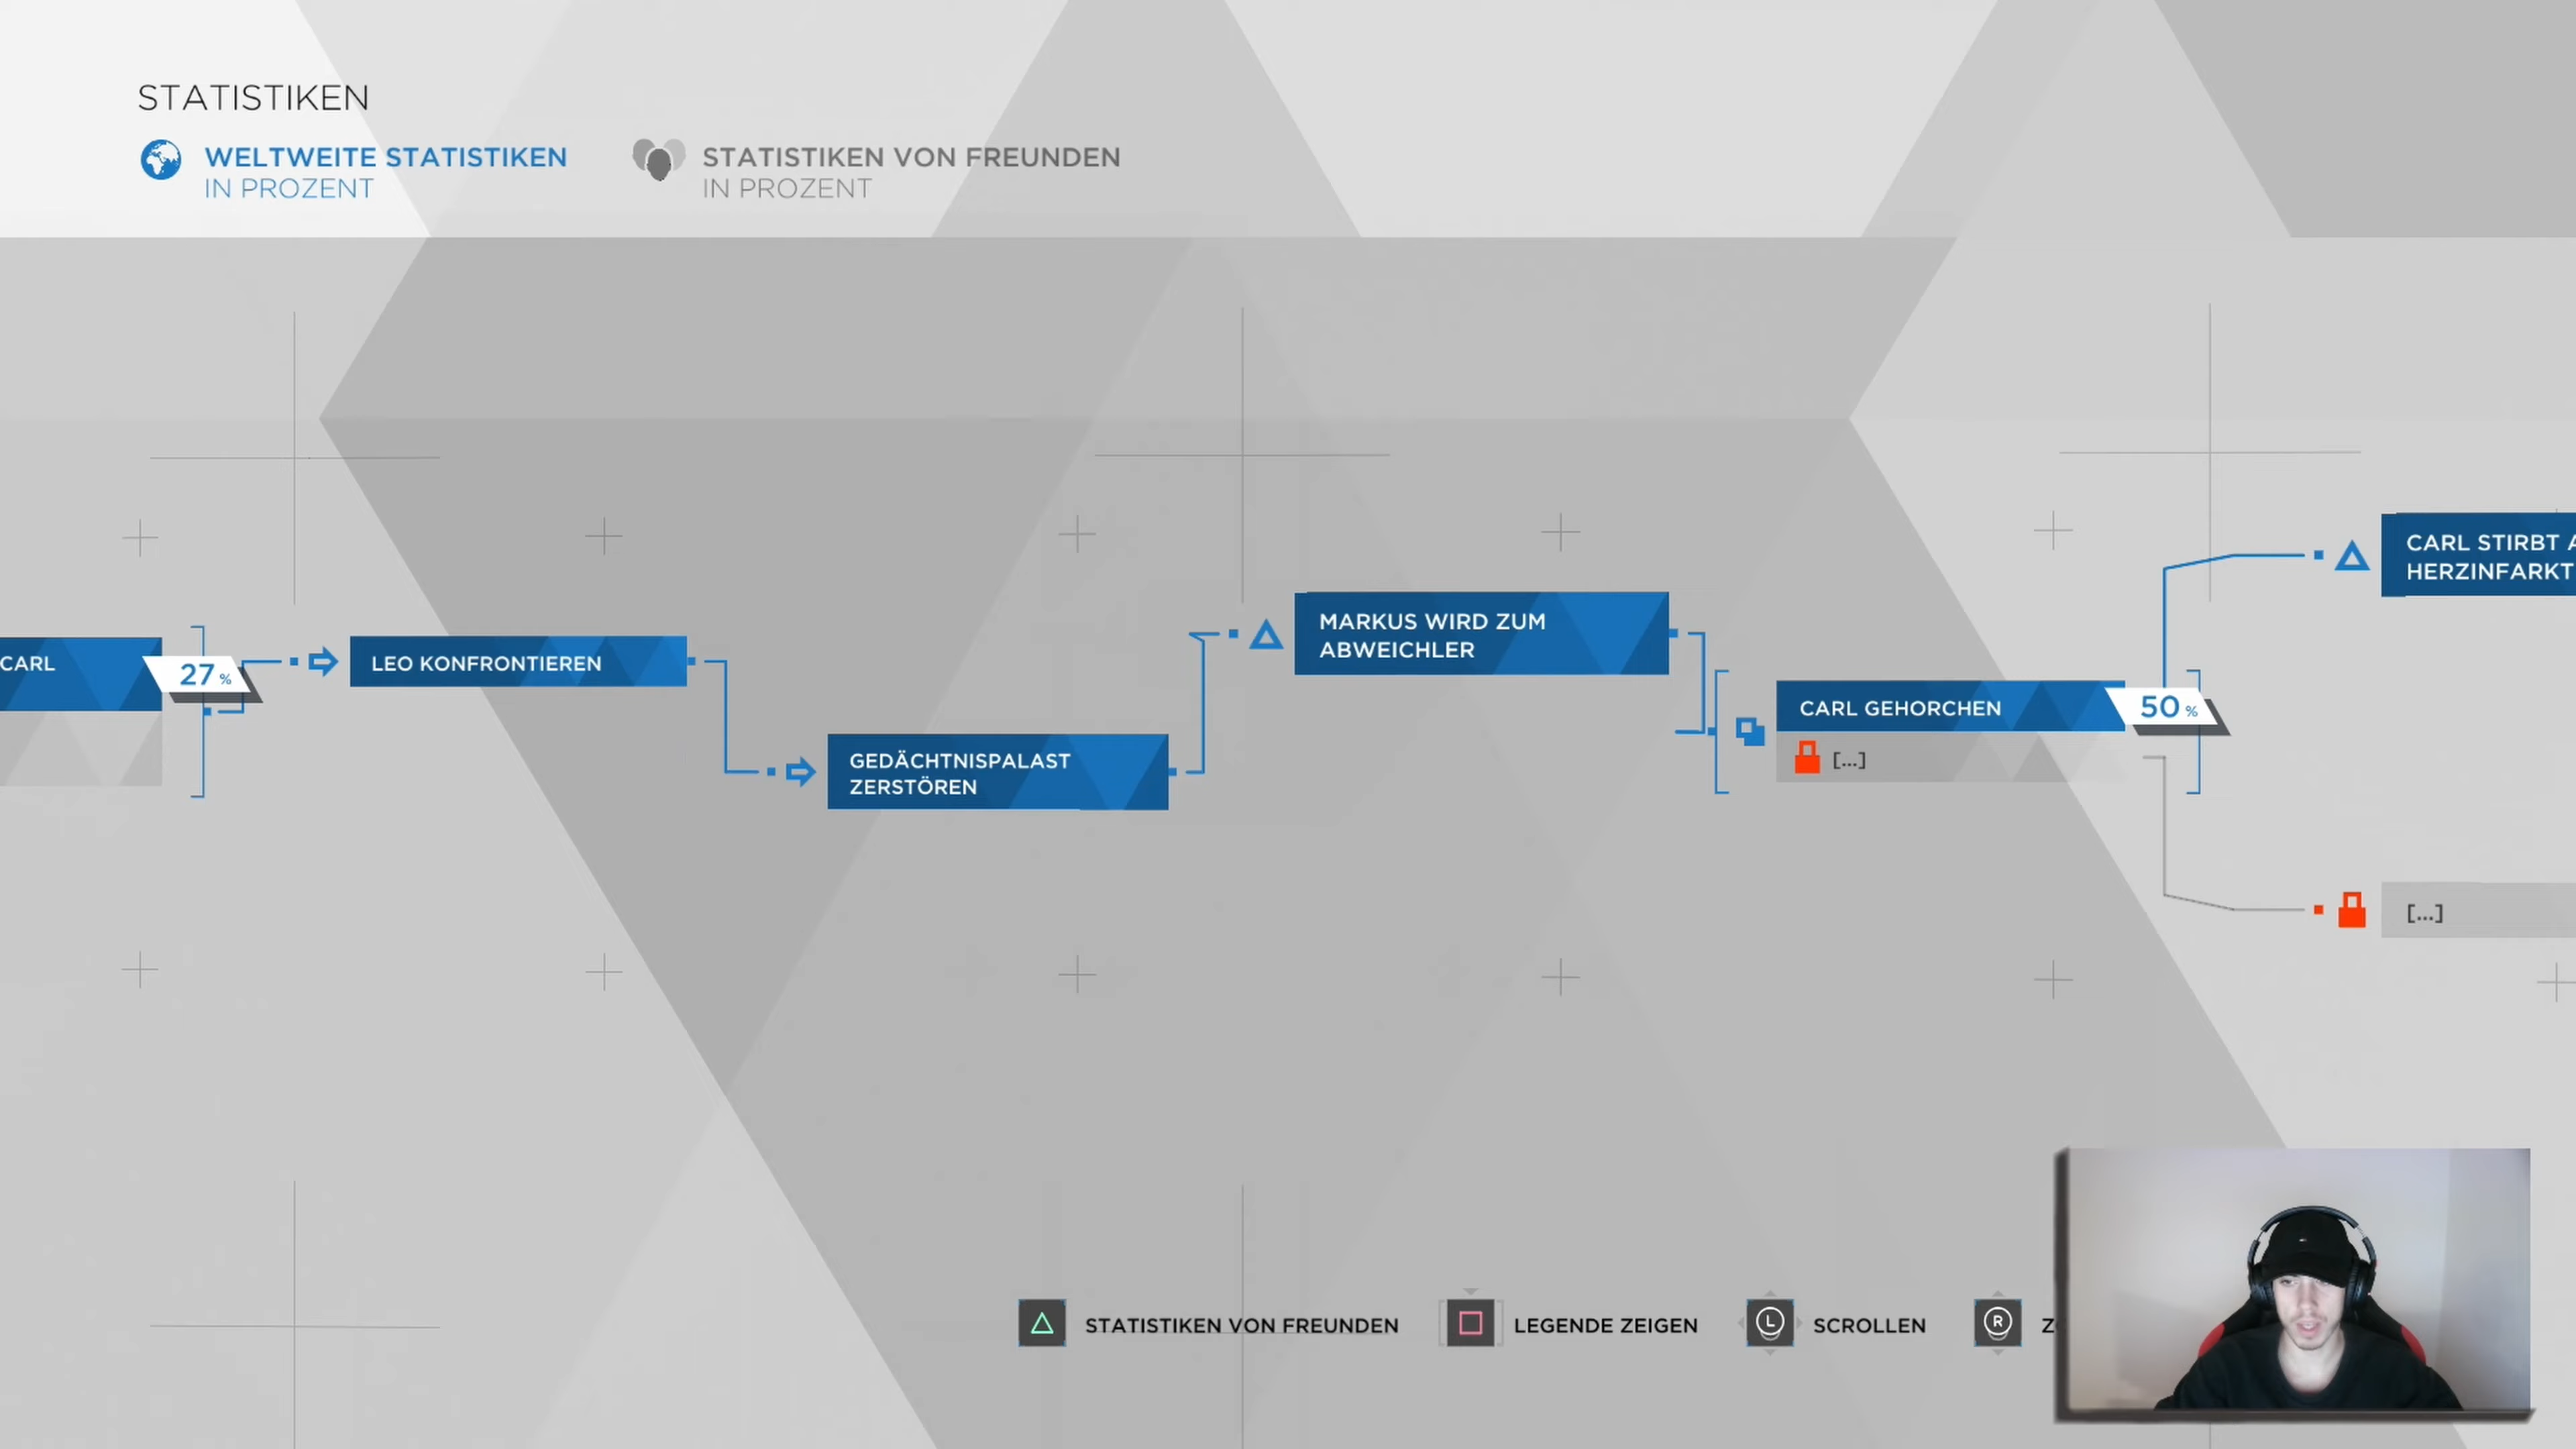 STATISTIKEN
WELTWEITE STATISTIKEN
IN PROZENT
STATISTIKEN VON FREUNDEN
IN PROZENT
CARL
27 %
LEO KONFRONTIEREN
GEDÄCHTNISPALAST
ZERSTÖREN
MARKUS WIRD ZUM
ABWEICHLER
CARL GEHORCHEN
50 %
[...]
CARL STIRBT
HERZINFARKT
[...]
STATISTIKEN VON FREUNDEN
LEGENDE ZEIGEN
L
SCROLLEN
R